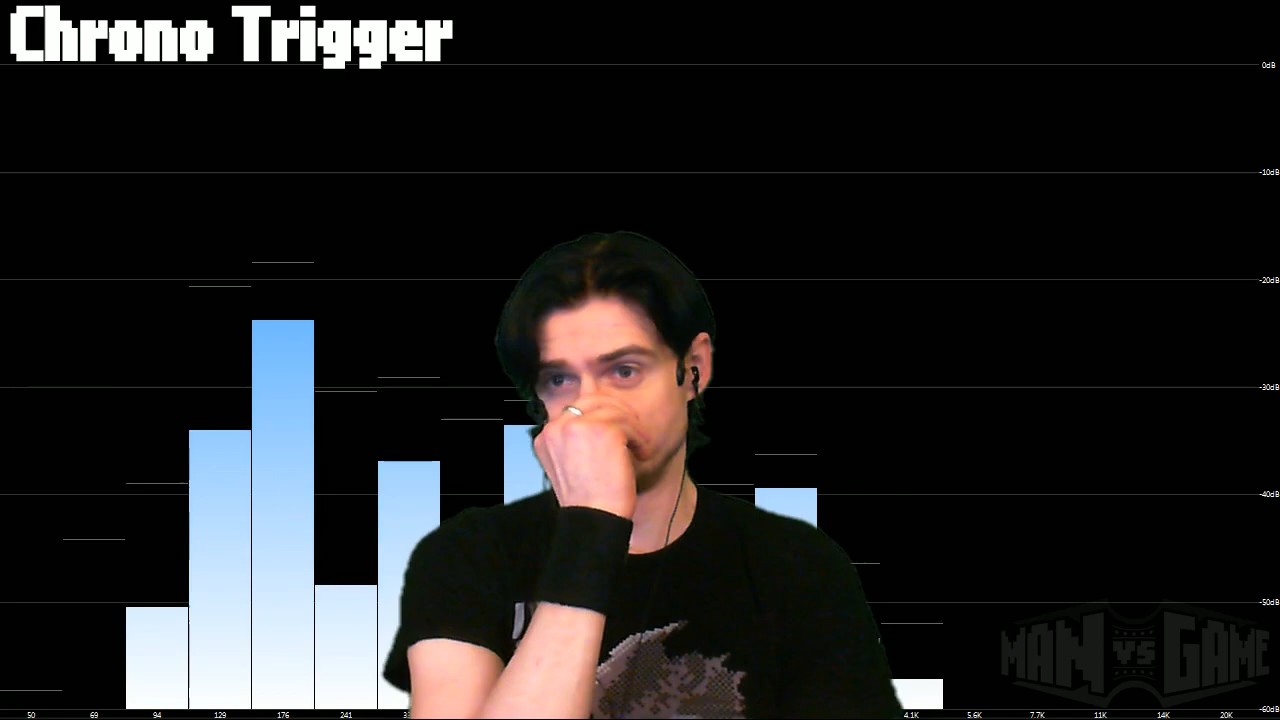 Chrono Trigger
0dB
-10dB
-20dB
-30dB
-40dB
-50dB
MAN VS GAME
-60dB
50 69 94 129 176 241 4.1K 5.6K 7.7K 11K 14K 20K